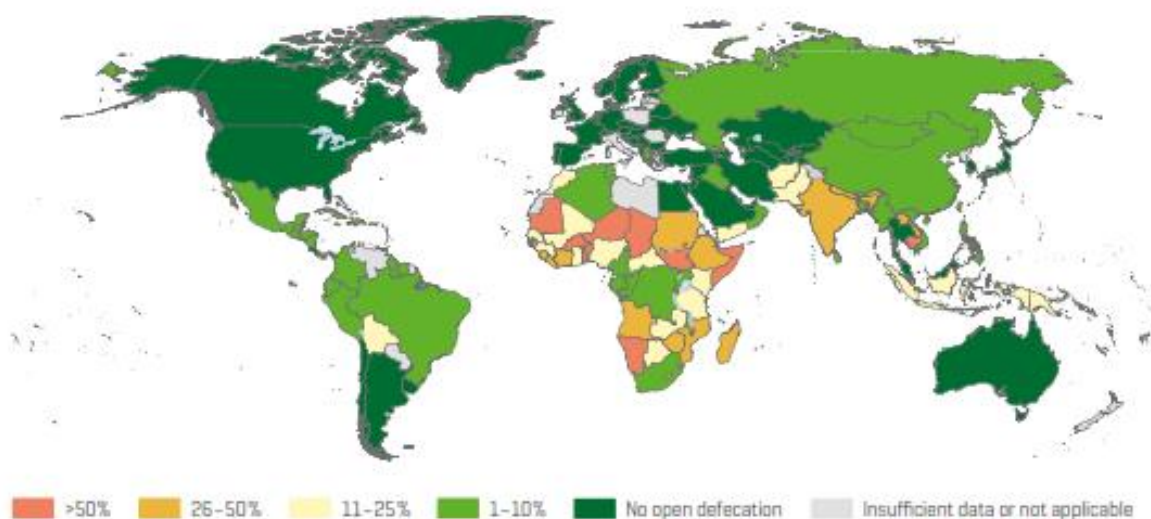 >50% 26–50% 11–25% 1–10% No open defecation Insufficient data or not applicable